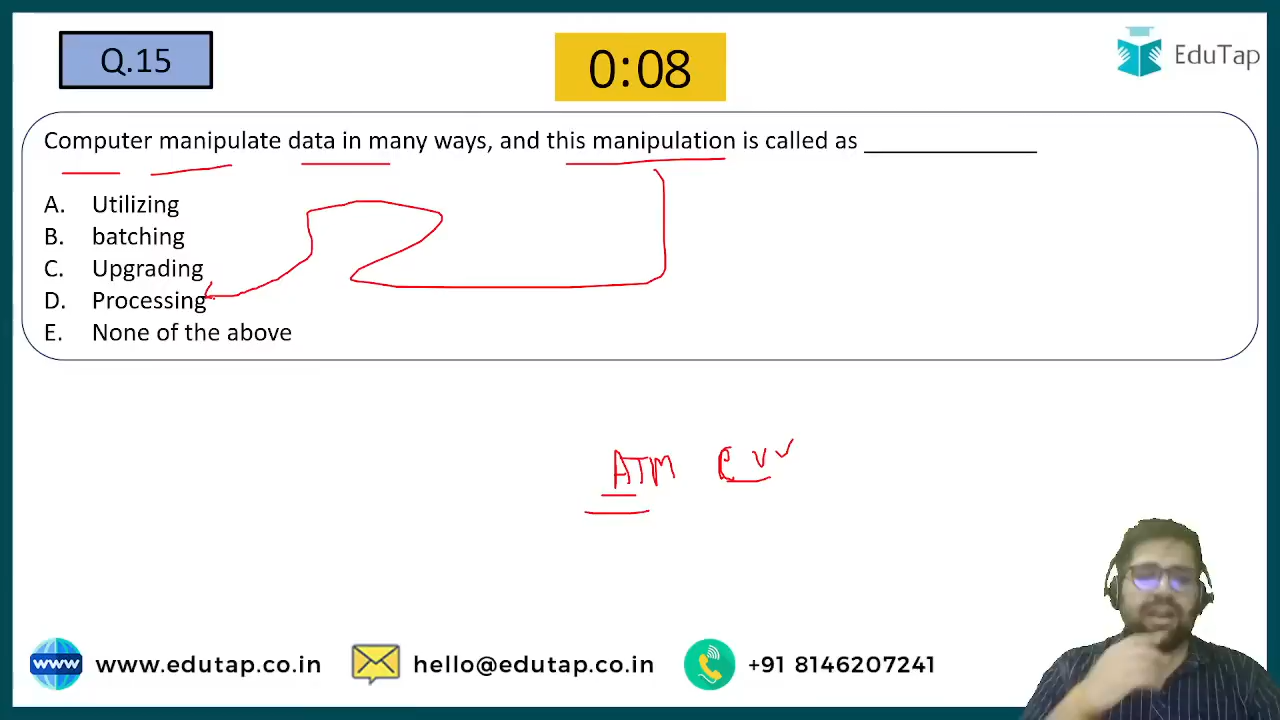 Q.15
0:08
EduTap
Computer manipulate data in many ways, and this manipulation is called as ______________
A. Utilizing
B. batching
C. Upgrading
D. Processing
E. None of the above
ATM
www
www.edutap.co.in
hello@edutap.co.in
+91 8146207241